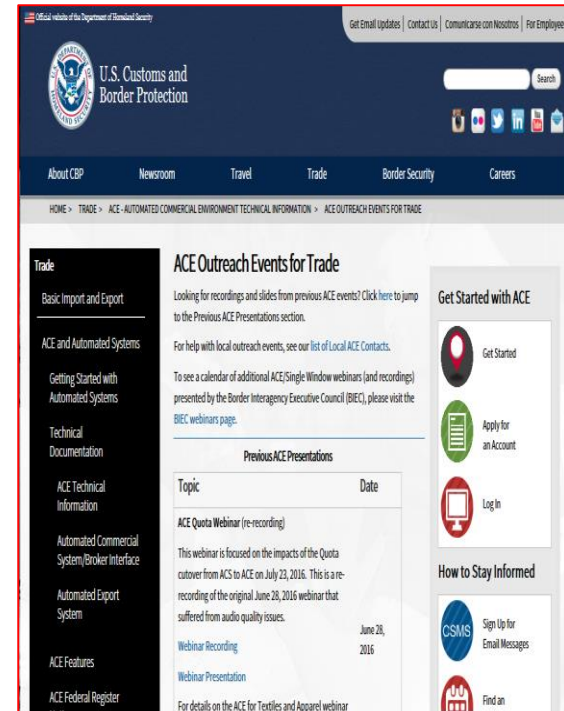 Official website of the Department of Homeland Security
Get Email Updates | Contact Us | Comunicarse con Nosotros | For Employee
U.S. Customs and
Border Protection
Search
About CBP
Newsroom
Travel
Trade
Border Security
Careers
HOME > TRADE > ACE - AUTOMATED COMMERCIAL ENVIRONMENT TECHNICAL INFORMATION > ACE OUTREACH EVENTS FOR TRADE
Trade
Basic Import and Export
ACE and Automated Systems
Getting Started with
Automated Systems
Technical
Documentation
ACE Technical
Information
Automated Commercial
System/Broker Interface
Automated Export
System
ACE Features
ACE Federal Register
ACE Outreach Events for Trade
Looking for recordings and slides from previous ACE events? Click here to jump
to the Previous ACE Presentations section.
For help with local outreach events, see our list of Local ACE Contacts.
To see a calendar of additional ACE/Single Window webinars (and recordings)
presented by the Border Interagency Executive Council (BIEC), please visit the
BIEC webinars page.
Previous ACE Presentations
Topic
Date
ACE Quota Webinar (re-recording)
This webinar is focused on the impacts of the Quota
cutover from ACS to ACE on July 23, 2016. This is a re-
recording of the original June 28, 2016 webinar that
suffered from audio quality issues.
June 28,
2016
Webinar Recording
Webinar Presentation
For details on the ACE for Textiles and Apparel webinar
Get Started with ACE
Get Started
Apply for
an Account
Log In
How to Stay Informed
CSMS
Sign Up for
Email Messages
Find an